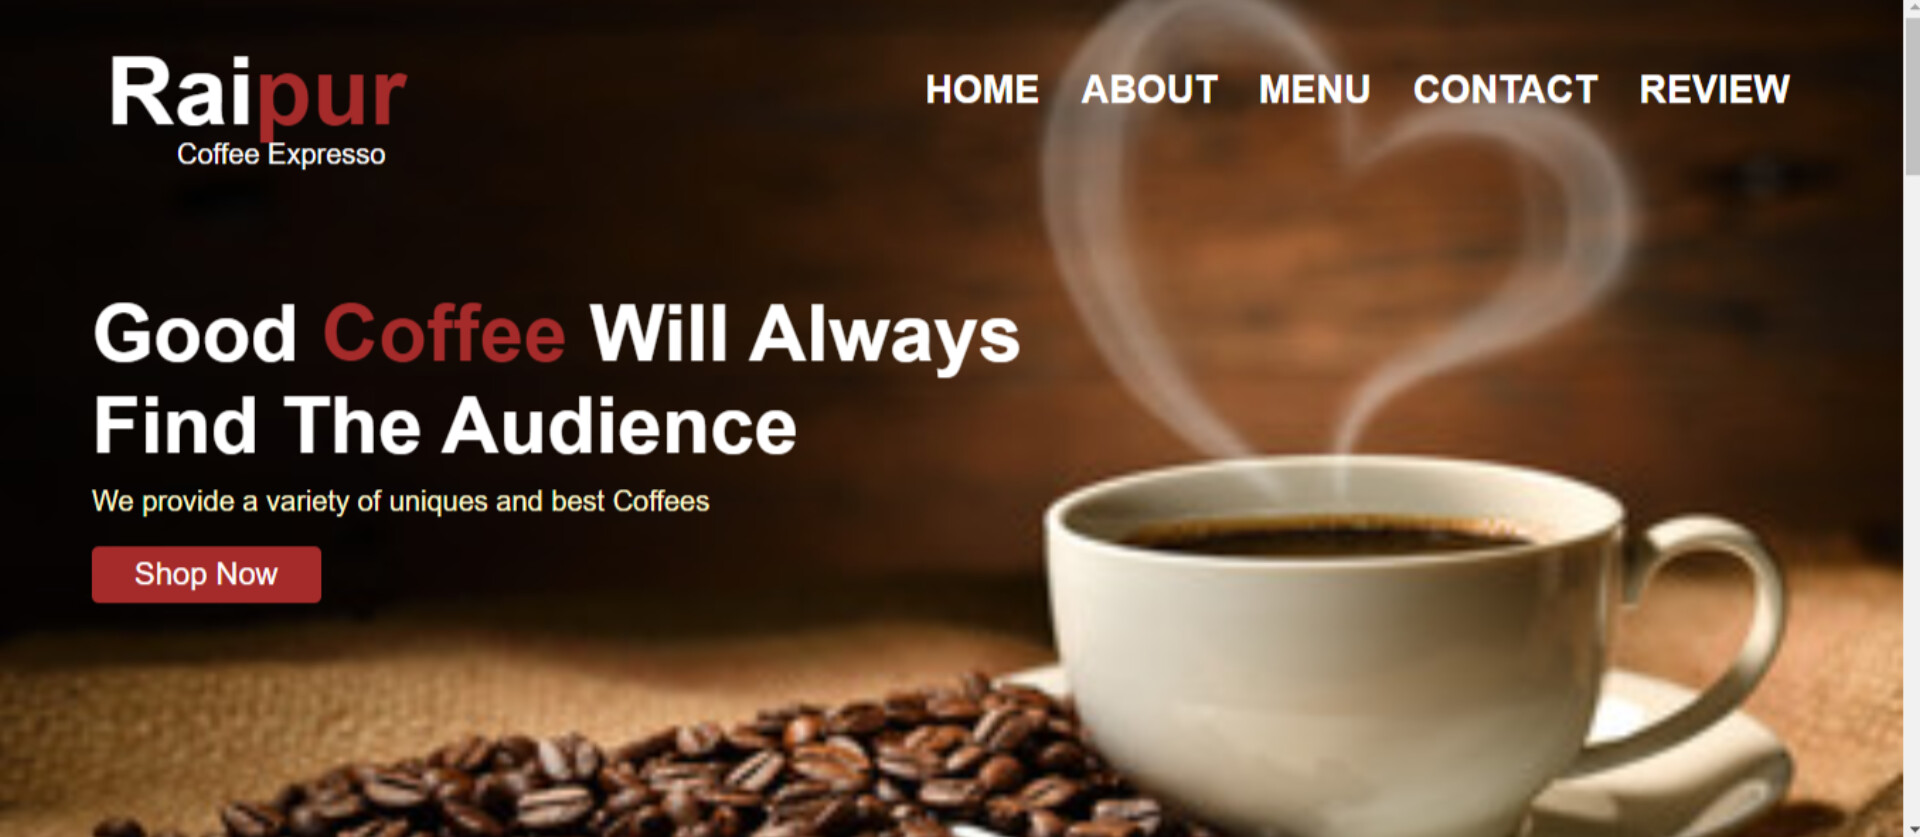 Raipur
Coffee Expresso
HOME ABOUT MENU CONTACT REVIEW
Good Coffee Will Always
Find The Audience
We provide a variety of uniques and best Coffees
Shop Now